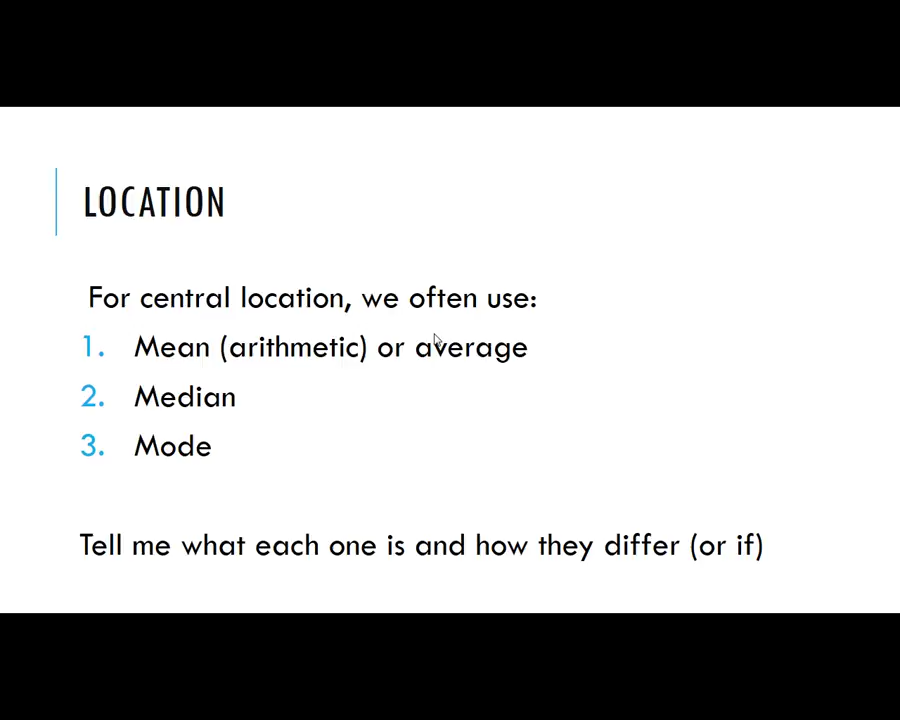 LOCATION
For central location, we often use:
1. Mean (arithmetic) or average
2. Median
3. Mode
Tell me what each one is and how they differ (or if)